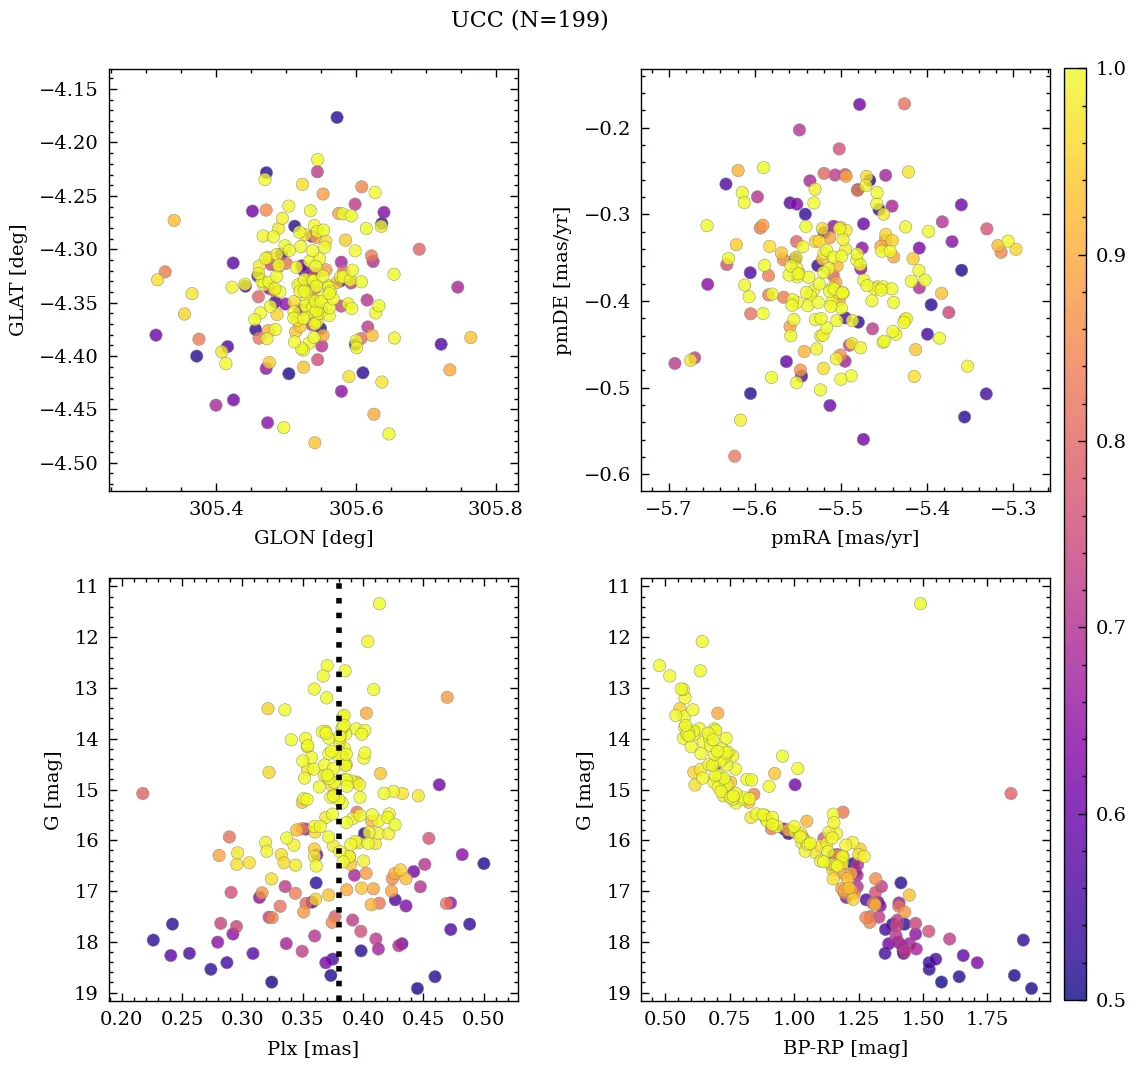 UCC (N=199)
−4.15
−4.20
−4.25
−4.30
−4.35
−4.40
−4.45
−4.50
GLAT [deg]
305.4 305.6 305.8
GLON [deg]
−0.2
−0.3
−0.4
−0.5
−0.6
pmDE [mas/yr]
−5.7 −5.6 −5.5 −5.4 −5.3
pmRA [mas/yr]
11
12
13
14
15
16
17
18
19
G [mag]
0.20 0.25 0.30 0.35 0.40 0.45 0.50
Plx [mas]
11
12
13
14
15
16
17
18
19
G [mag]
0.50 0.75 1.00 1.25 1.50 1.75
BP-RP [mag]
1.0
0.9
0.8
0.7
0.6
0.5